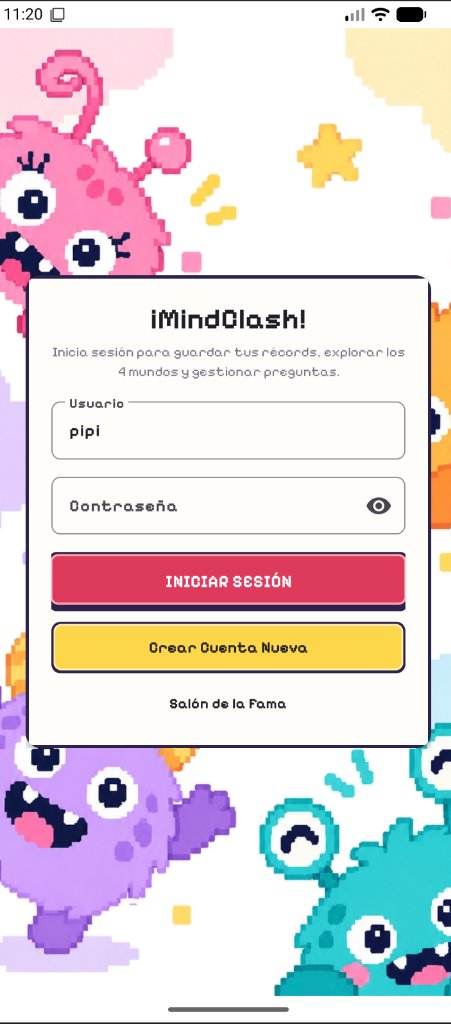 11:20
¡MindClash!
Inicia sesión para guardar tus récords, explorar los
4 mundos y gestionar preguntas.
Usuario
pipi
Contraseña
INICIAR SESIÓN
Crear Cuenta Nueva
Salón de la Fama